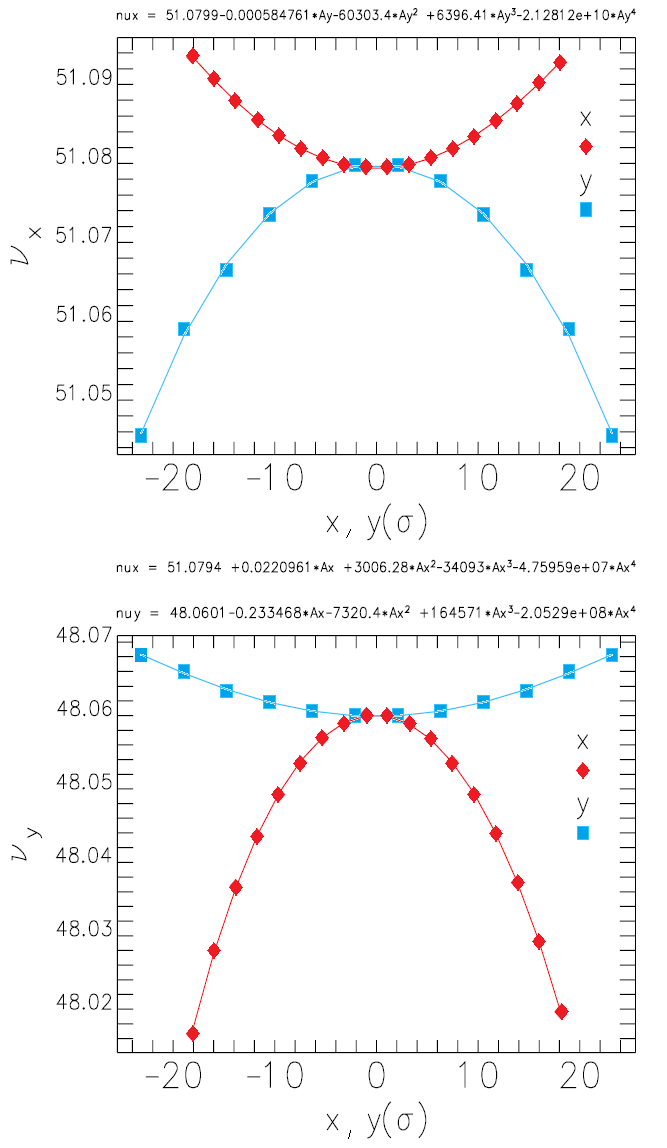 nux = 51.0799-0.000584761*Ay-60303.4*Ay² +6396.41*Ay³-2.12812e+10*Ay⁴
51.09
51.08
51.07
51.06
51.05
ν x
x
y
-20 -10 0 10 20
x, y(σ)
nux = 51.0794 +0.0220961*Ax +3006.28*Ax²-34093*Ax³-4.75959e+07*Ax⁴
nuy = 48.0601-0.233468*Ax-7320.4*Ax² +164571*Ax³-2.0529e+08*Ax⁴
48.07
48.06
48.05
48.04
48.03
48.02
ν y
x
y
-20 -10 0 10 20
x, y(σ)